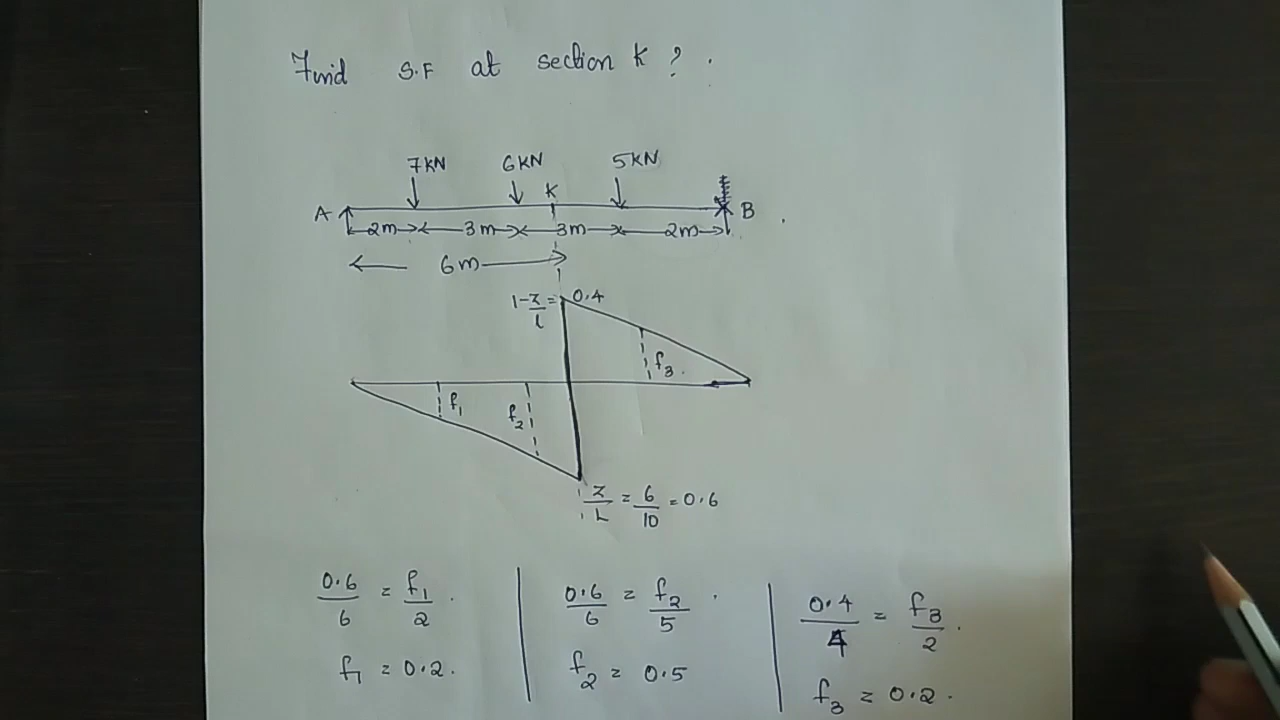 Find S.F at section K ? .
7KN 6KN K 5KN
A B .
2m 3m 3m 2m
6m
1-z/l = 0.4
f1 f2 f3.
z/L = 6/10 = 0.6
0.6/6 = f1/2 . 0.6/6 = f2/5 . 0.4/4 = f3/2 .
f1 = 0.2. f2 = 0.5 f3 = 0.2.